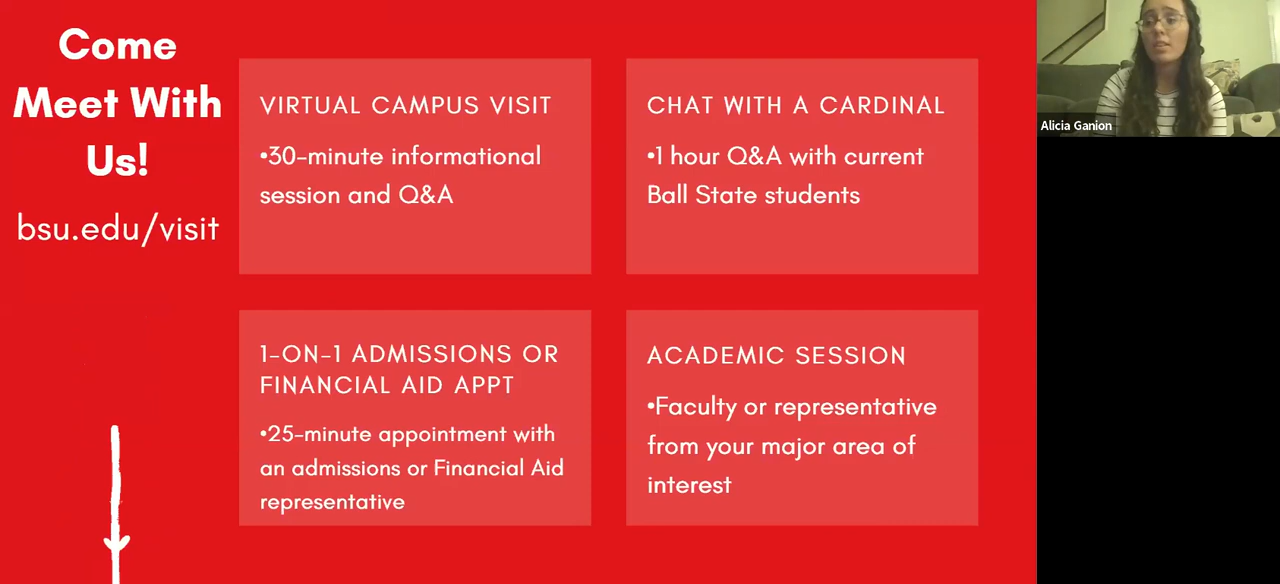 Come
Meet With
Us!
bsu.edu/visit
VIRTUAL CAMPUS VISIT
•30-minute informational
session and Q&A
CHAT WITH A CARDINAL
•1 hour Q&A with current
Ball State students
1-ON-1 ADMISSIONS OR
FINANCIAL AID APPT
•25-minute appointment with
an admissions or Financial Aid
representative
ACADEMIC SESSION
•Faculty or representative
from your major area of
interest
Alicia Ganion